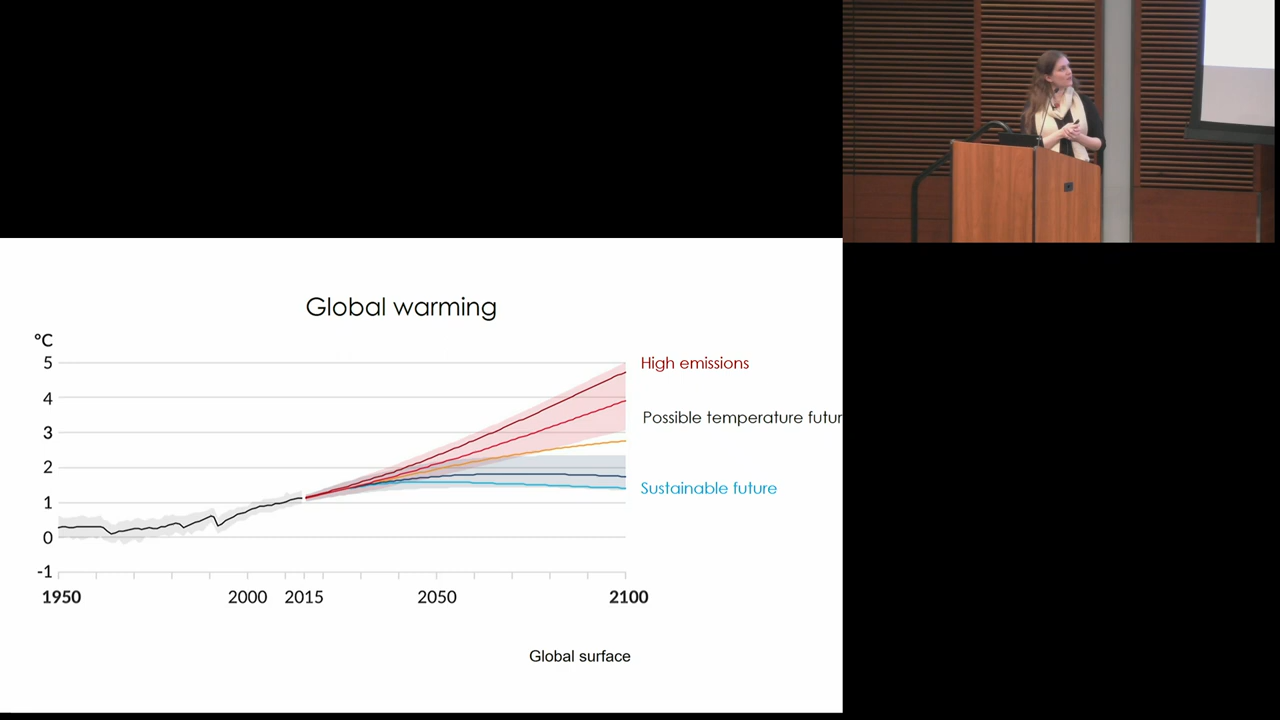 Global warming
°C
5
High emissions
4
Possible temperature futur
3
2
Sustainable future
1
0
-1
1950 2000 2015 2050 2100
Global surface